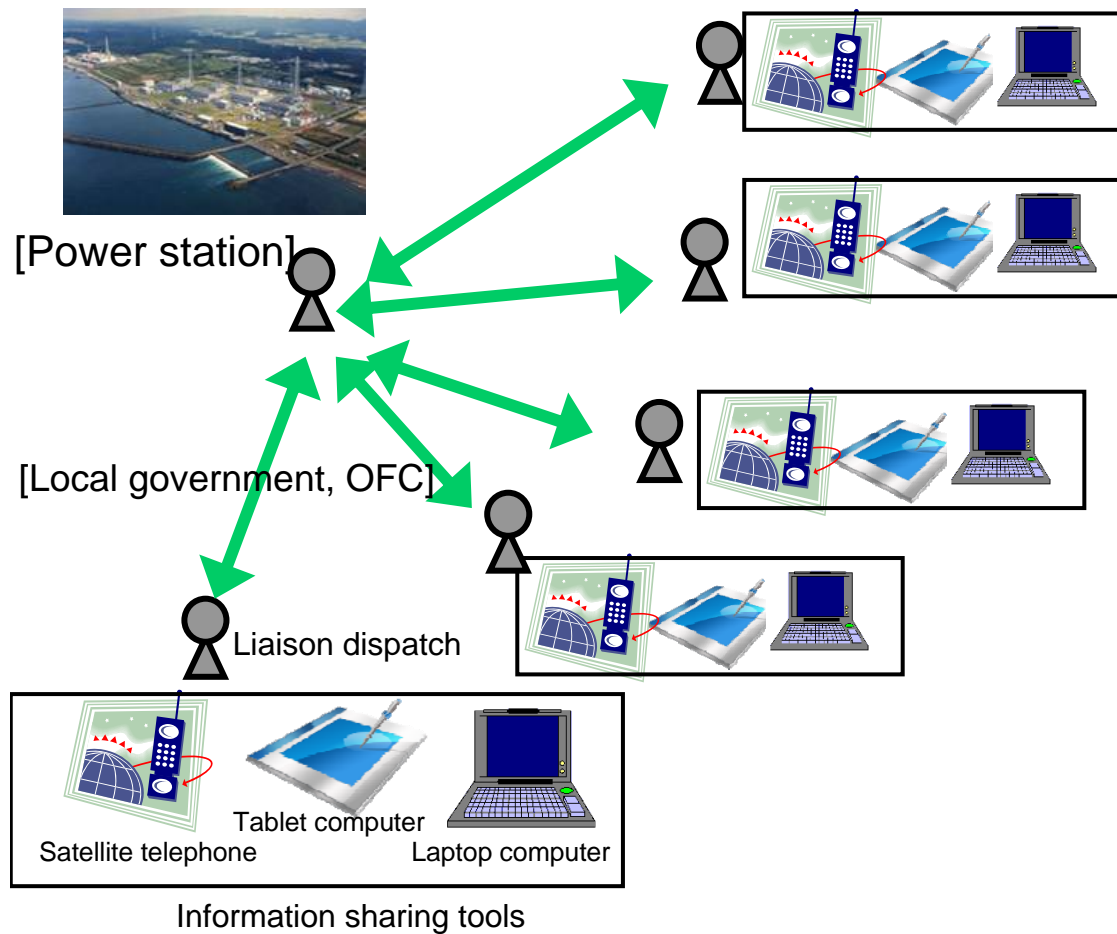 [Power station]
[Local government, OFC]
Liaison dispatch
Tablet computer
Satellite telephone
Laptop computer
Information sharing tools